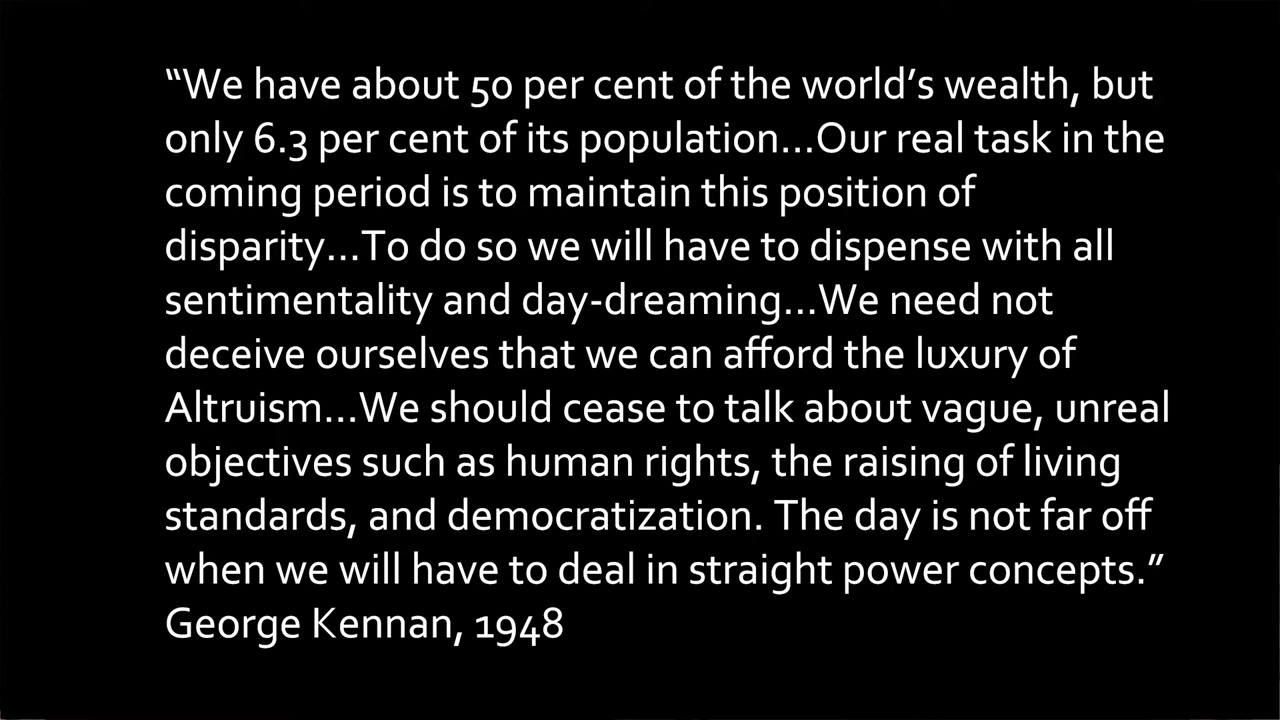 “We have about 50 per cent of the world’s wealth, but
only 6.3 per cent of its population...Our real task in the
coming period is to maintain this position of
disparity...To do so we will have to dispense with all
sentimentality and day-dreaming...We need not
deceive ourselves that we can afford the luxury of
Altruism...We should cease to talk about vague, unreal
objectives such as human rights, the raising of living
standards, and democratization. The day is not far off
when we will have to deal in straight power concepts.”
George Kennan, 1948